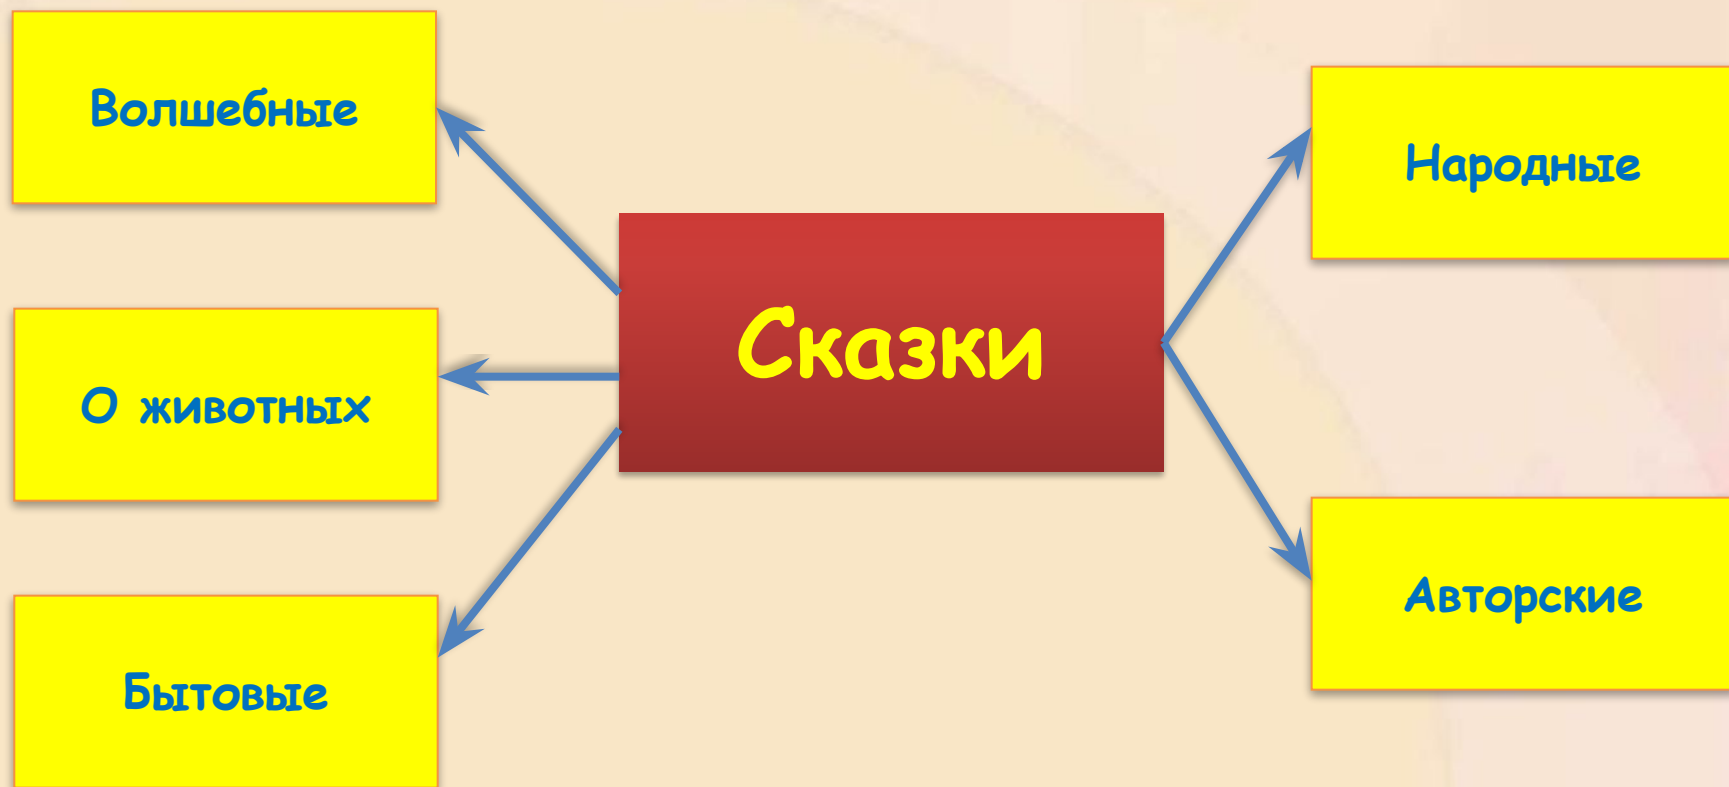 Волшебные
О животных
Бытовые
Сказки
Народные
Авторские